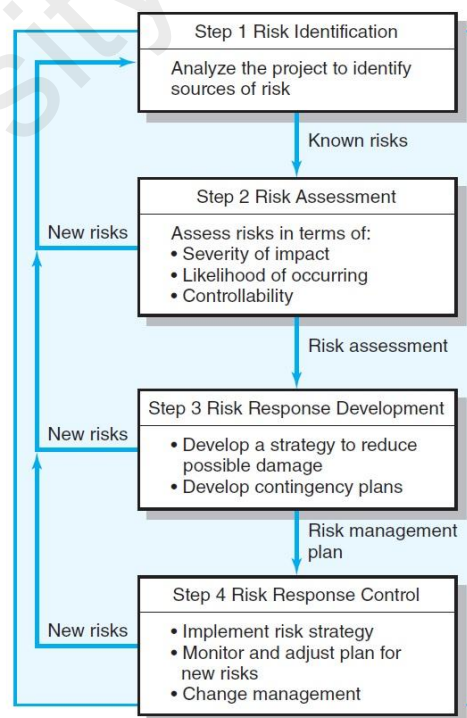 Step 1 Risk Identification
Analyze the project to identify
sources of risk
Known risks
Step 2 Risk Assessment
New risks
Assess risks in terms of:
• Severity of impact
• Likelihood of occurring
• Controllability
Risk assessment
Step 3 Risk Response Development
New risks
• Develop a strategy to reduce
possible damage
• Develop contingency plans
Risk management
plan
Step 4 Risk Response Control
New risks
• Implement risk strategy
• Monitor and adjust plan for
new risks
• Change management